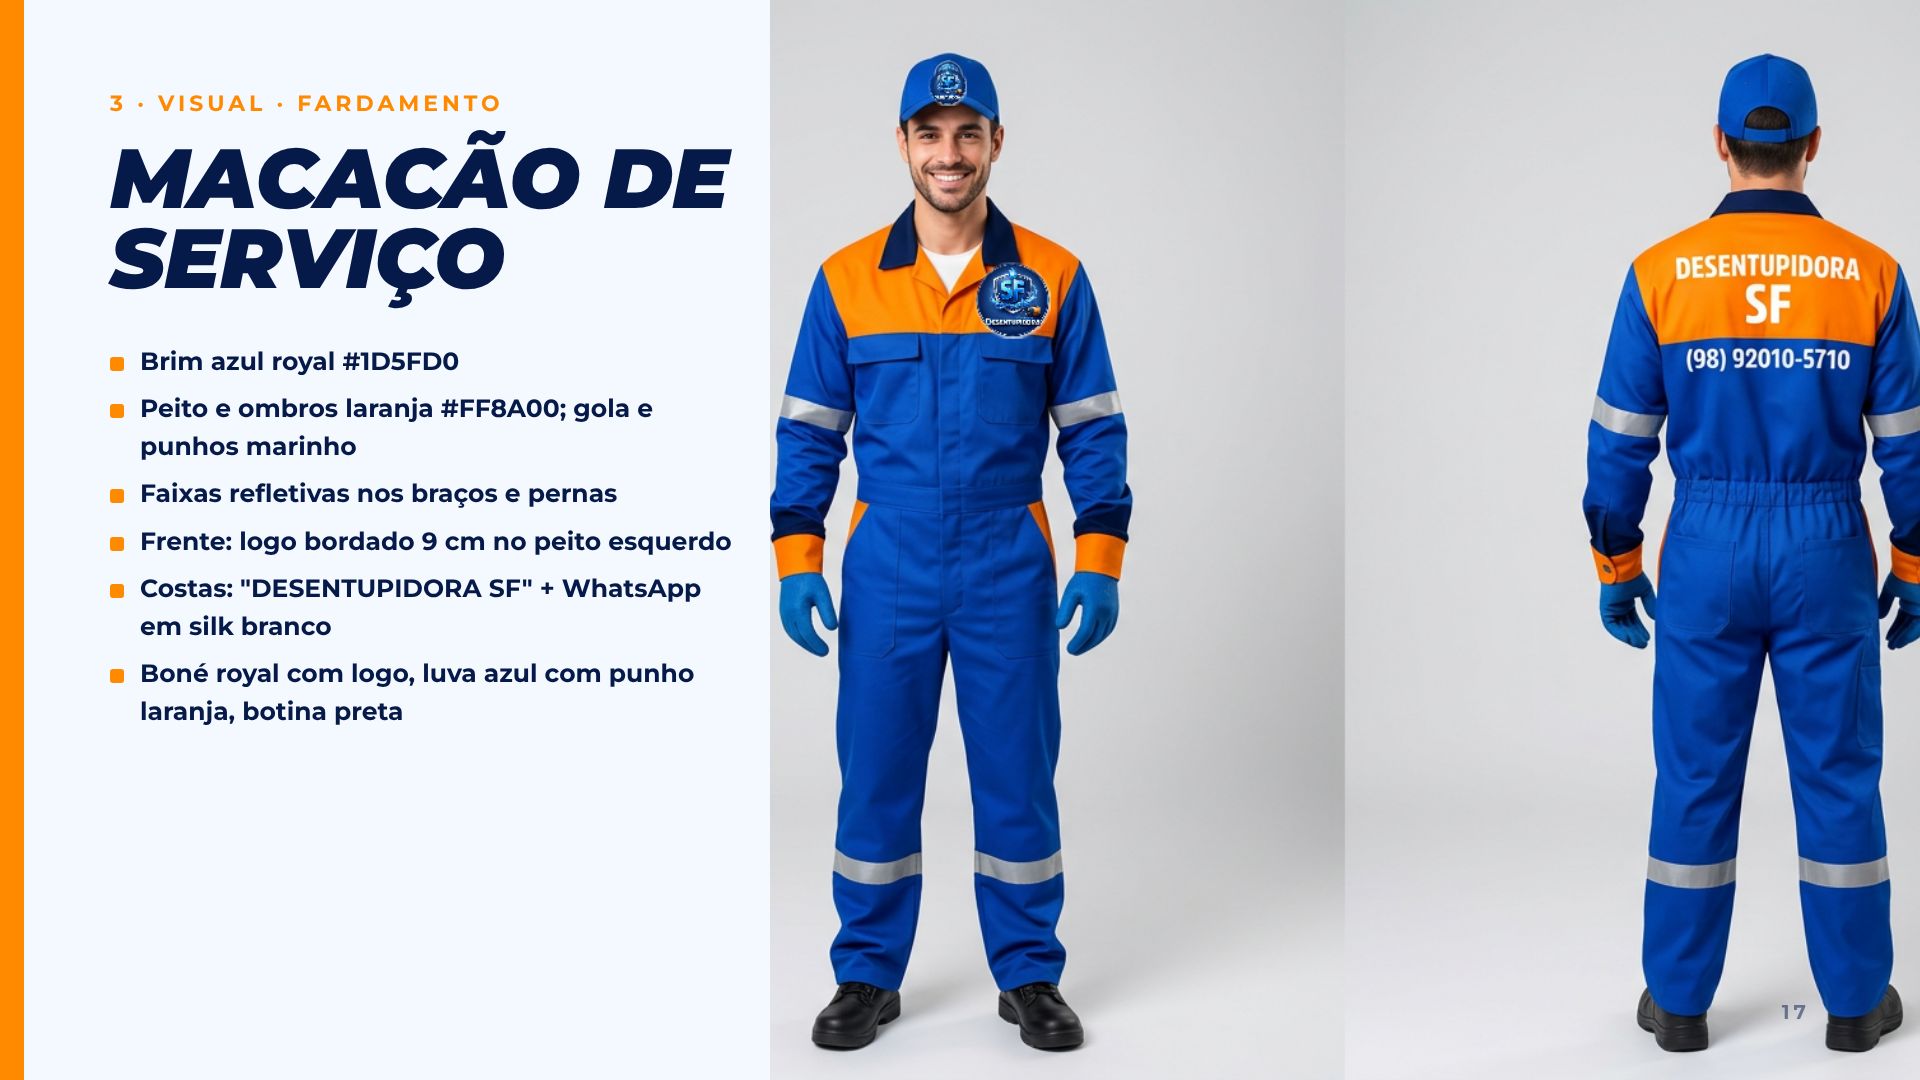 3 · VISUAL · FARDAMENTO
MACACÃO DE
SERVIÇO
Brim azul royal #1D5FD0
Peito e ombros laranja #FF8A00; gola e
punhos marinho
Faixas refletivas nos braços e pernas
Frente: logo bordado 9 cm no peito esquerdo
Costas: "DESENTUPIDORA SF" + WhatsApp
em silk branco
Boné royal com logo, luva azul com punho
laranja, botina preta
SF
SF
DESENTUPIDORA
DESENTUPIDORA
SF
(98) 92010-5710
17